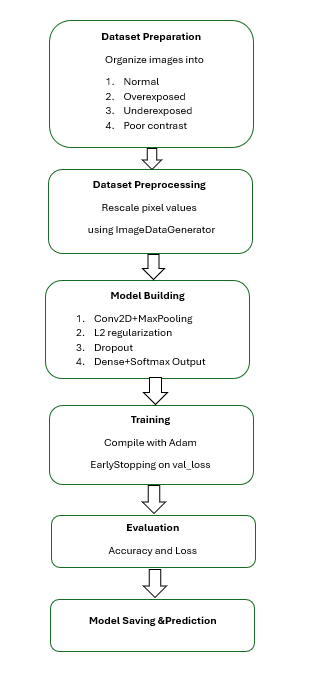 Dataset Preparation
Organize images into
1. Normal
2. Overexposed
3. Underexposed
4. Poor contrast
Dataset Preprocessing
Rescale pixel values
using ImageDataGenerator
Model Building
1. Conv2D+MaxPooling
2. L2 regularization
3. Dropout
4. Dense+Softmax Output
Training
Compile with Adam
EarlyStopping on val_loss
Evaluation
Accuracy and Loss
Model Saving &Prediction